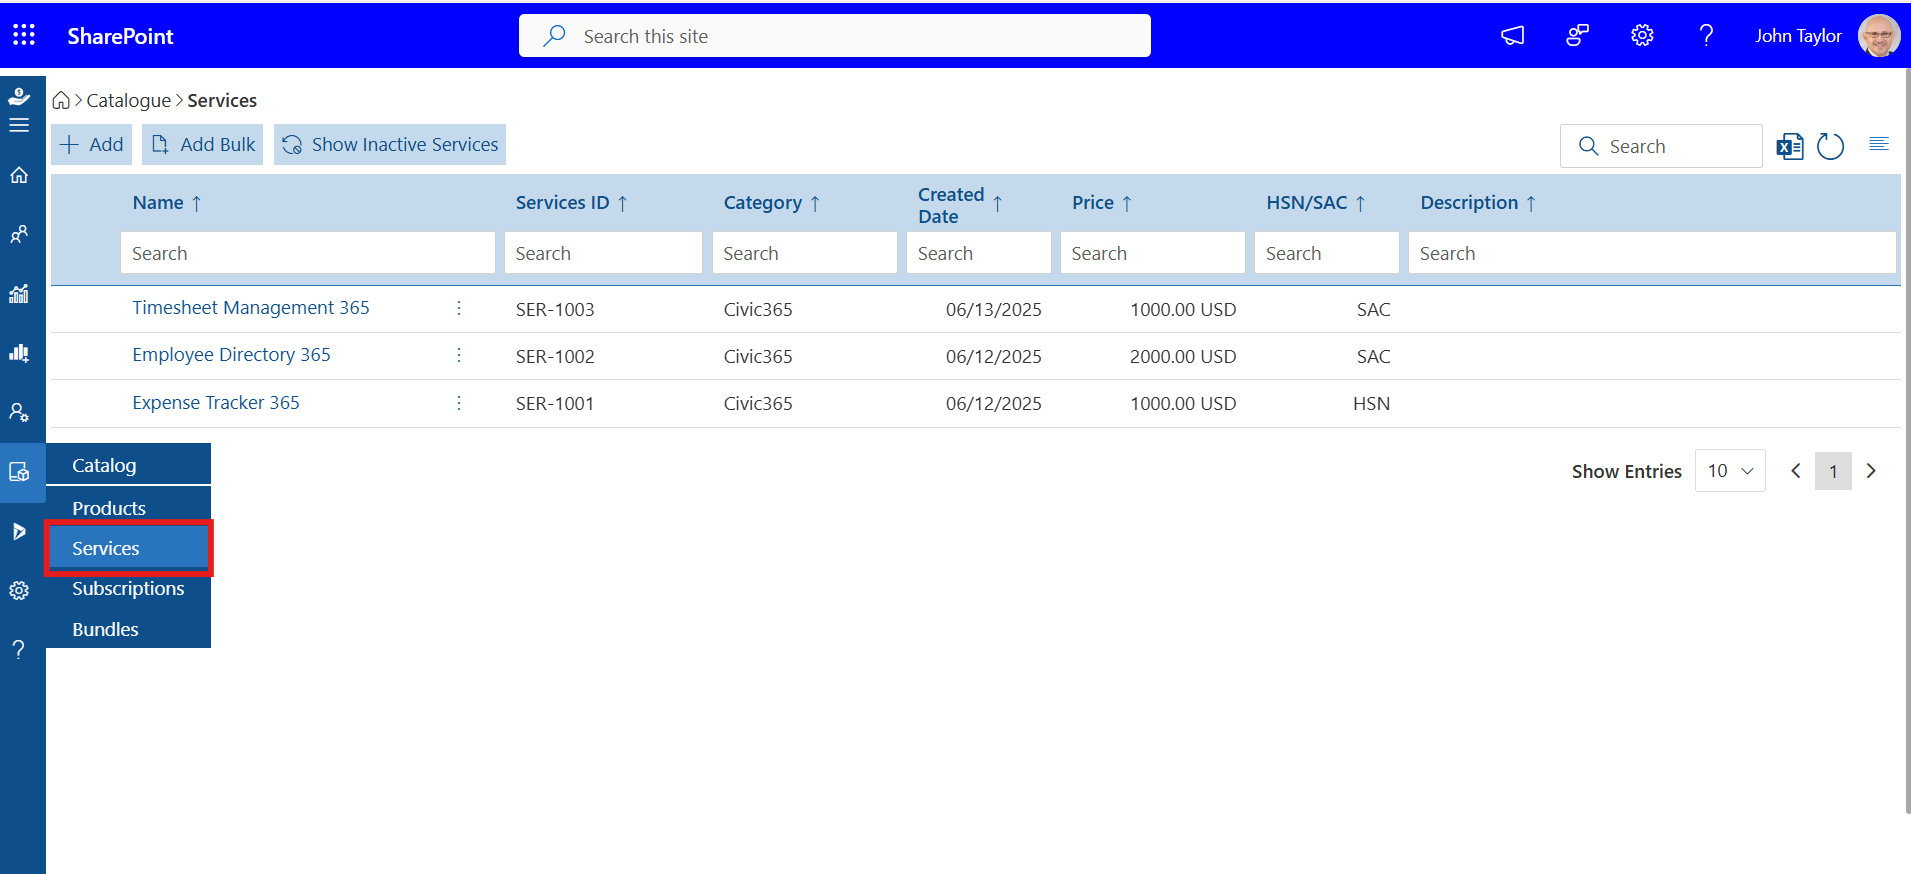 SharePoint
Search this site
John Taylor
Catalogue > Services
Add
Add Bulk
Show Inactive Services
Search
Name ↑ Services ID ↑ Category ↑ Created Date ↑ Price ↑ HSN/SAC ↑ Description ↑
Search Search Search Search Search Search Search
Timesheet Management 365 SER-1003 Civic365 06/13/2025 1000.00 USD SAC
Employee Directory 365 SER-1002 Civic365 06/12/2025 2000.00 USD SAC
Expense Tracker 365 SER-1001 Civic365 06/12/2025 1000.00 USD HSN
Show Entries 10 < 1 >
Catalog
Products
Services
Subscriptions
Bundles